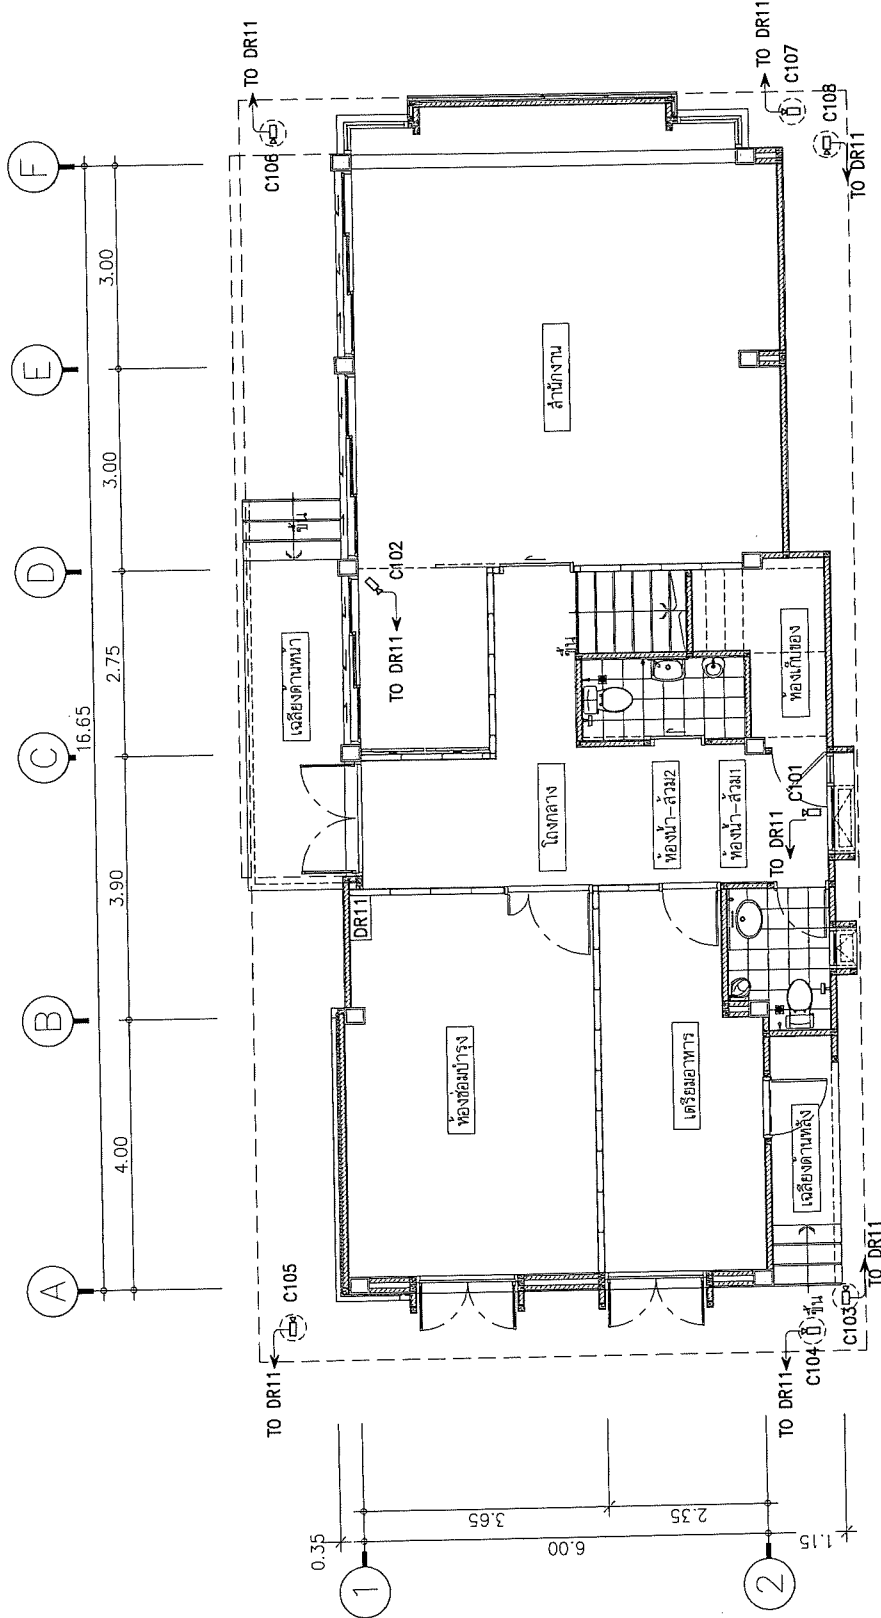 A
B
C
D
E
F
16.65
4.00
3.90
2.75
3.00
3.00
TO DR11
C105
C106
TO DR11
เฉลียงด้านหน้า
ขึ้น
1
2
0.35
3.65
6.00
2.35
1.15
DR11
TO DR11
C102
ห้องซ่อมบำรุง
โถงกลาง
สำนักงาน
ขึ้น
เตรียมอาหาร
ห้องน้ำ-ส้วม2
ห้องน้ำ-ส้วม1
ห้องเก็บของ
TO DR11
C101
เฉลียงด้านหลัง
ขึ้น
TO DR11
C104
C103
TO DR11
TO DR11
C107
C108
TO DR11